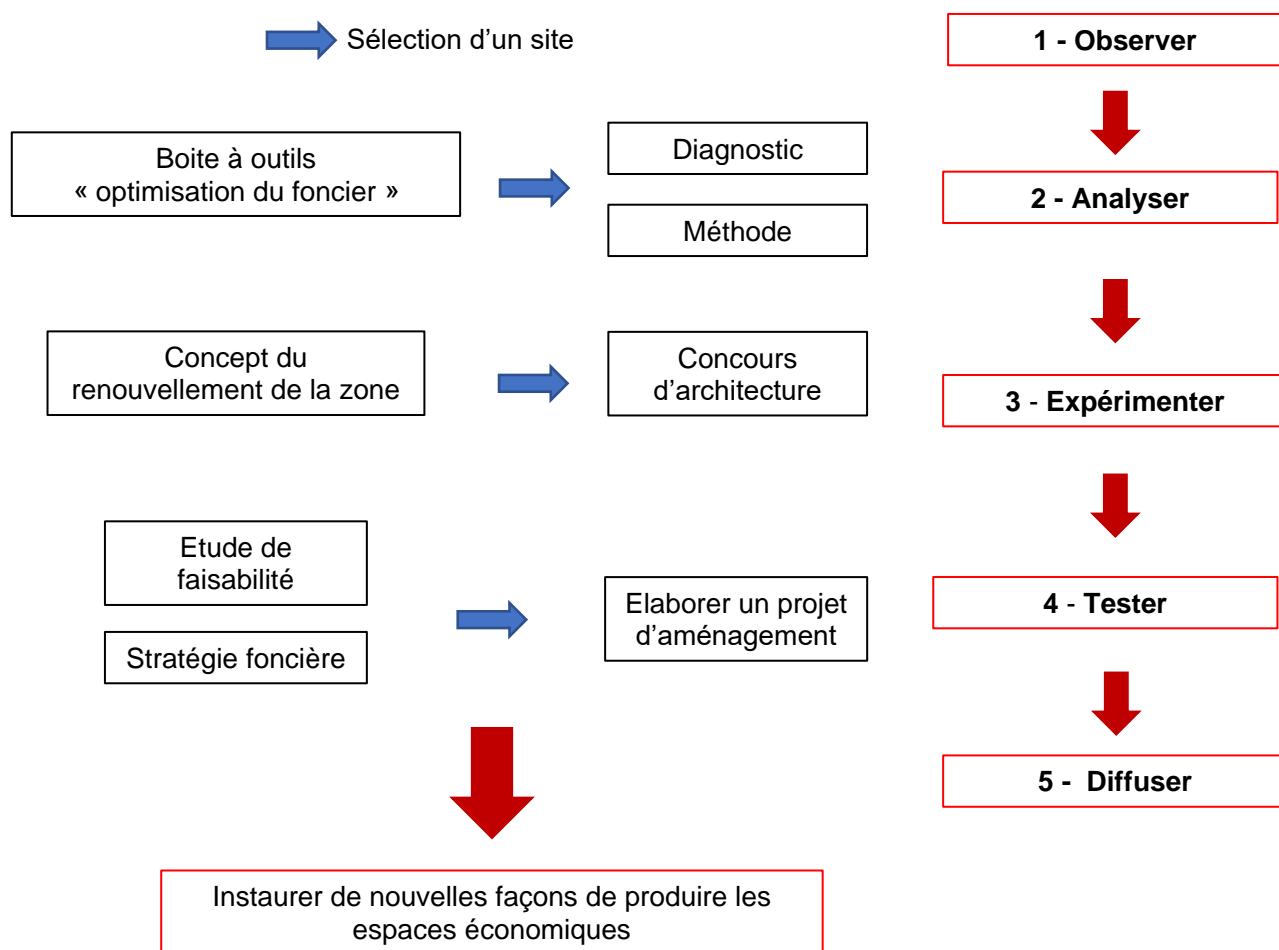 Sélection d’un site
1 - Observer
Boite à outils
« optimisation du foncier »
Diagnostic
Méthode
2 - Analyser
Concept du
renouvellement de la zone
Concours
d’architecture
3 - Expérimenter
Etude de
faisabilité
Stratégie foncière
Elaborer un projet
d’aménagement
4 - Tester
5 - Diffuser
Instaurer de nouvelles façons de produire les
espaces économiques